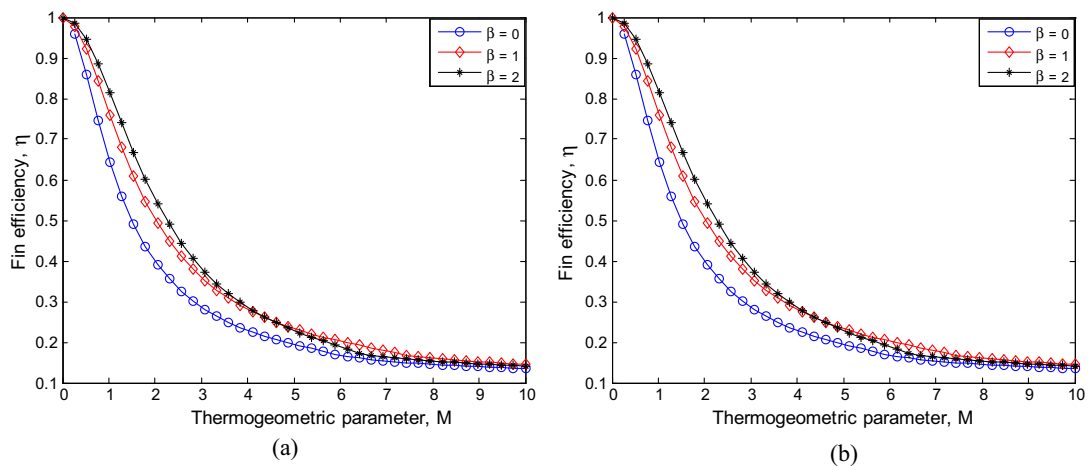 1
0.9
0.8
0.7
0.6
0.5
0.4
0.3
0.2
0.1
Fin efficiency, η
0 1 2 3 4 5 6 7 8 9 10
Thermogeometric parameter, M
β = 0
β = 1
β = 2
(a)
1
0.9
0.8
0.7
0.6
0.5
0.4
0.3
0.2
0.1
Fin efficiency, η
0 1 2 3 4 5 6 7 8 9 10
Thermogeometric parameter, M
β = 0
β = 1
β = 2
(b)